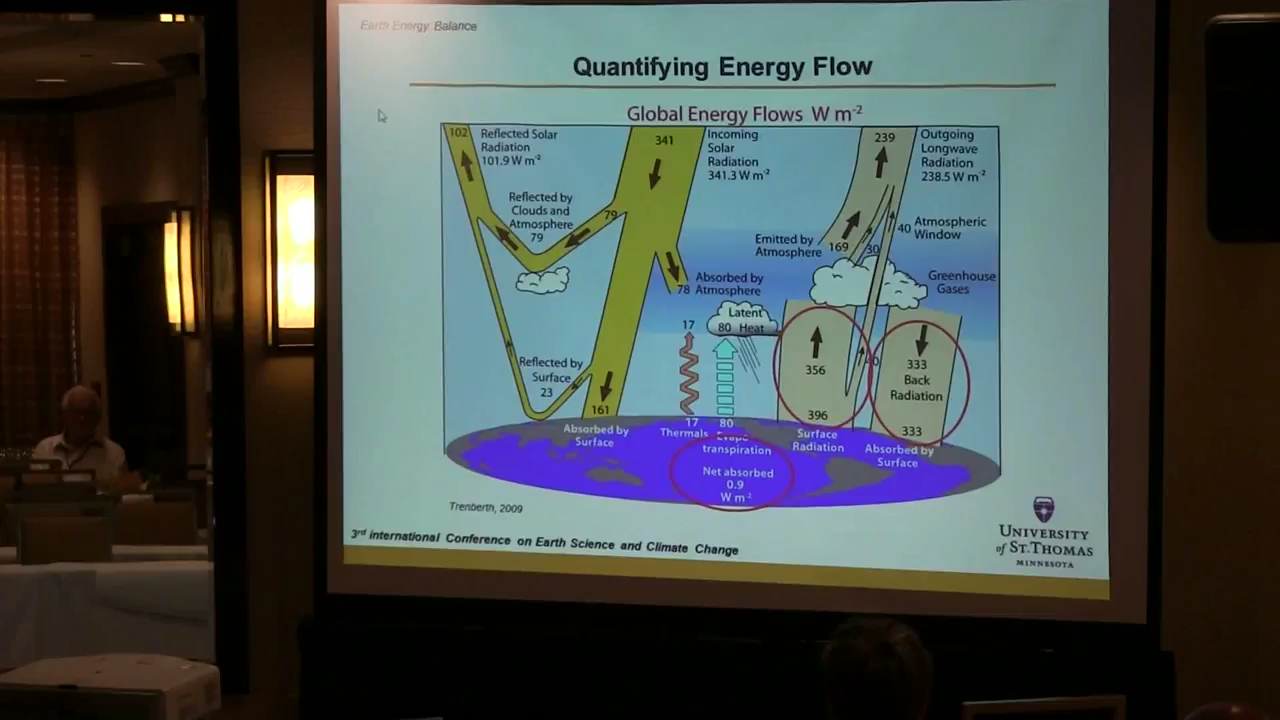 Earth Energy Balance
Quantifying Energy Flow
Global Energy Flows W m-2
102
Reflected Solar
Radiation
101.9 W m-2
341
Incoming
Solar
Radiation
341.3 W m-2
239
Outgoing
Longwave
Radiation
238.5 W m-2
Reflected by
Clouds and
Atmosphere
79
79
Emitted by
Atmosphere
169
30
40
Atmospheric
Window
Greenhouse
Gases
78
Absorbed by
Atmosphere
Latent
80 Heat
17
Reflected by
Surface
23
356
333
Back
Radiation
161
396
333
Absorbed by
Surface
17
Thermals
80
Evapo-
transpiration
Surface
Radiation
Absorbed by
Surface
Net absorbed
0.9
W m-2
Trenberth, 2009
3rd international Conference on Earth Science and Climate Change
UNIVERSITY
of ST. THOMAS
MINNESOTA